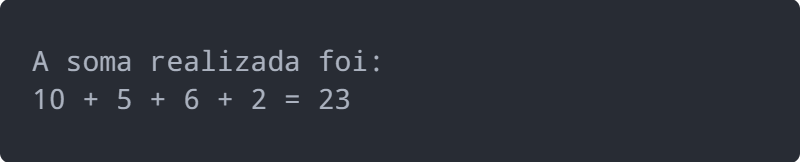 A soma realizada foi:
10 + 5 + 6 + 2 = 23